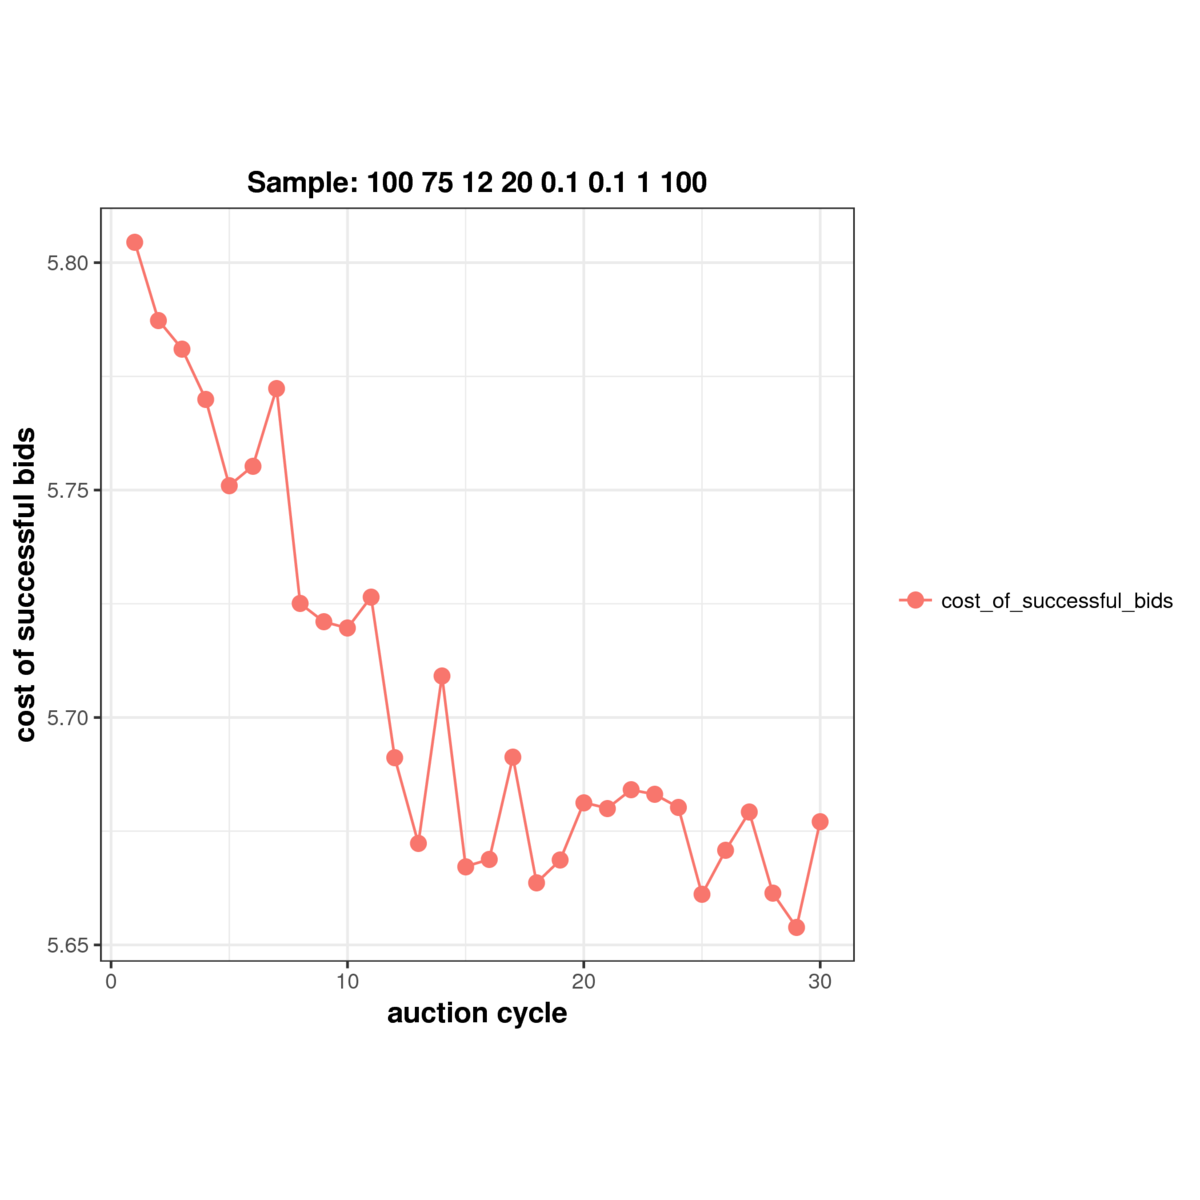 Sample: 100 75 12 20 0.1 0.1 1 100
cost of successful bids
5.80
5.75
5.70
5.65
0 10 20 30
auction cycle
cost_of_successful_bids